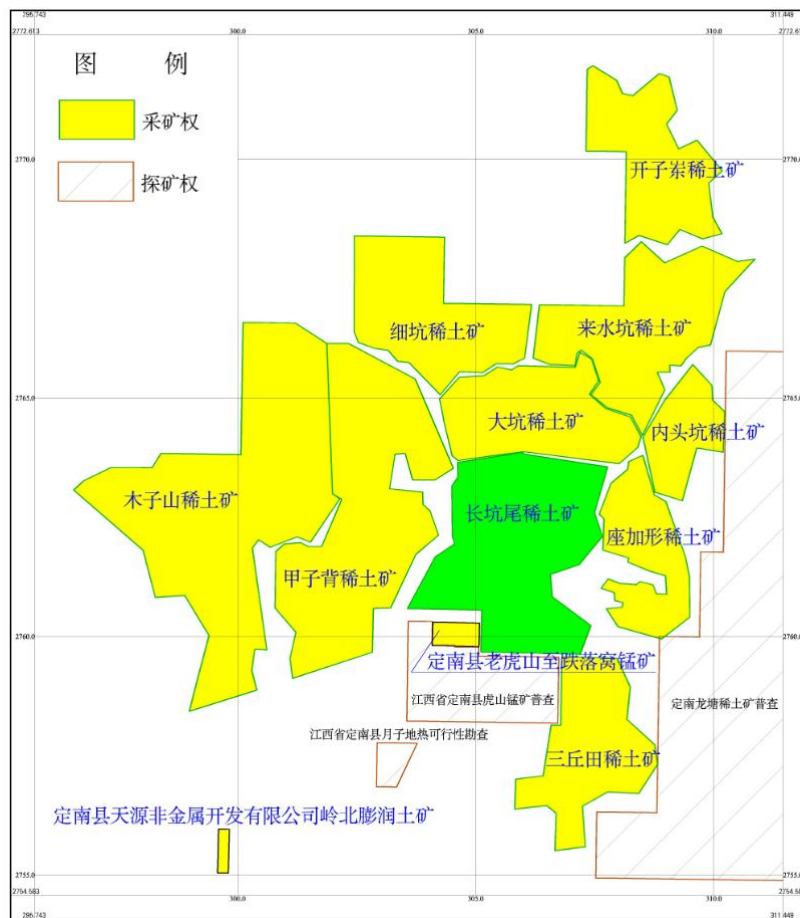 295.743
311.449
2772.613
300.0
305.0
310.0
2772.613
图 例
采矿权
探矿权
2770.0
2770.0
开子岽稀土矿
细坑稀土矿
来水坑稀土矿
2765.0
2765.0
大坑稀土矿
内头坑稀土矿
木子山稀土矿
长坑尾稀土矿
座加形稀土矿
甲子背稀土矿
2760.0
2760.0
定南县老虎山至跌落窝锰矿
江西省定南县虎山锰矿普查
定南龙塘稀土矿普查
江西省定南县月子地热可行性勘查
三丘田稀土矿
定南县天源非金属开发有限公司岭北膨润土矿
2755.0
2755.0
2754.583
300.0
305.0
310.0
2754.583
295.743
311.449